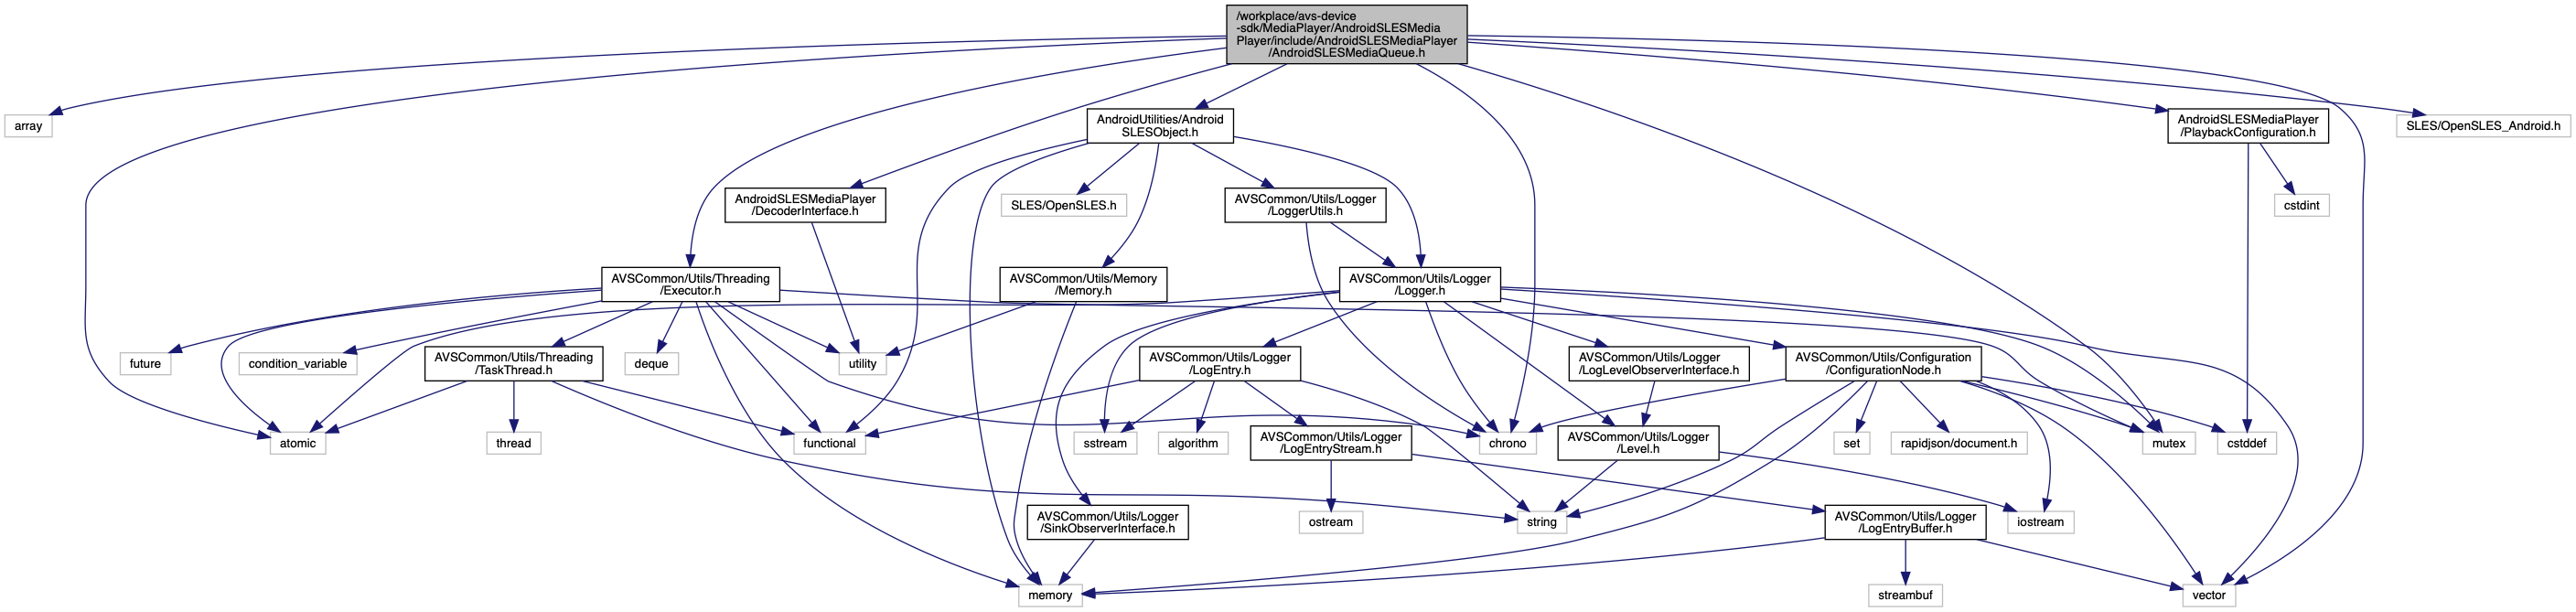 /workplace/avs-device
-sdk/MediaPlayer/AndroidSLESMedia
Player/include/AndroidSLESMediaPlayer
/AndroidSLESMediaQueue.h
array
AndroidUtilities/Android
SLESObject.h
AndroidSLESMediaPlayer
/PlaybackConfiguration.h
SLES/OpenSLES_Android.h
AndroidSLESMediaPlayer
/DecoderInterface.h
SLES/OpenSLES.h
AVSCommon/Utils/Logger
/LoggerUtils.h
cstdint
AVSCommon/Utils/Threading
/Executor.h
AVSCommon/Utils/Memory
/Memory.h
AVSCommon/Utils/Logger
/Logger.h
future
condition_variable
AVSCommon/Utils/Threading
/TaskThread.h
deque
utility
AVSCommon/Utils/Logger
/LogEntry.h
AVSCommon/Utils/Logger
/LogLevelObserverInterface.h
AVSCommon/Utils/Configuration
/ConfigurationNode.h
atomic
thread
functional
sstream
algorithm
AVSCommon/Utils/Logger
/LogEntryStream.h
chrono
AVSCommon/Utils/Logger
/Level.h
set
rapidjson/document.h
mutex
cstddef
AVSCommon/Utils/Logger
/SinkObserverInterface.h
ostream
string
AVSCommon/Utils/Logger
/LogEntryBuffer.h
iostream
memory
streambuf
vector